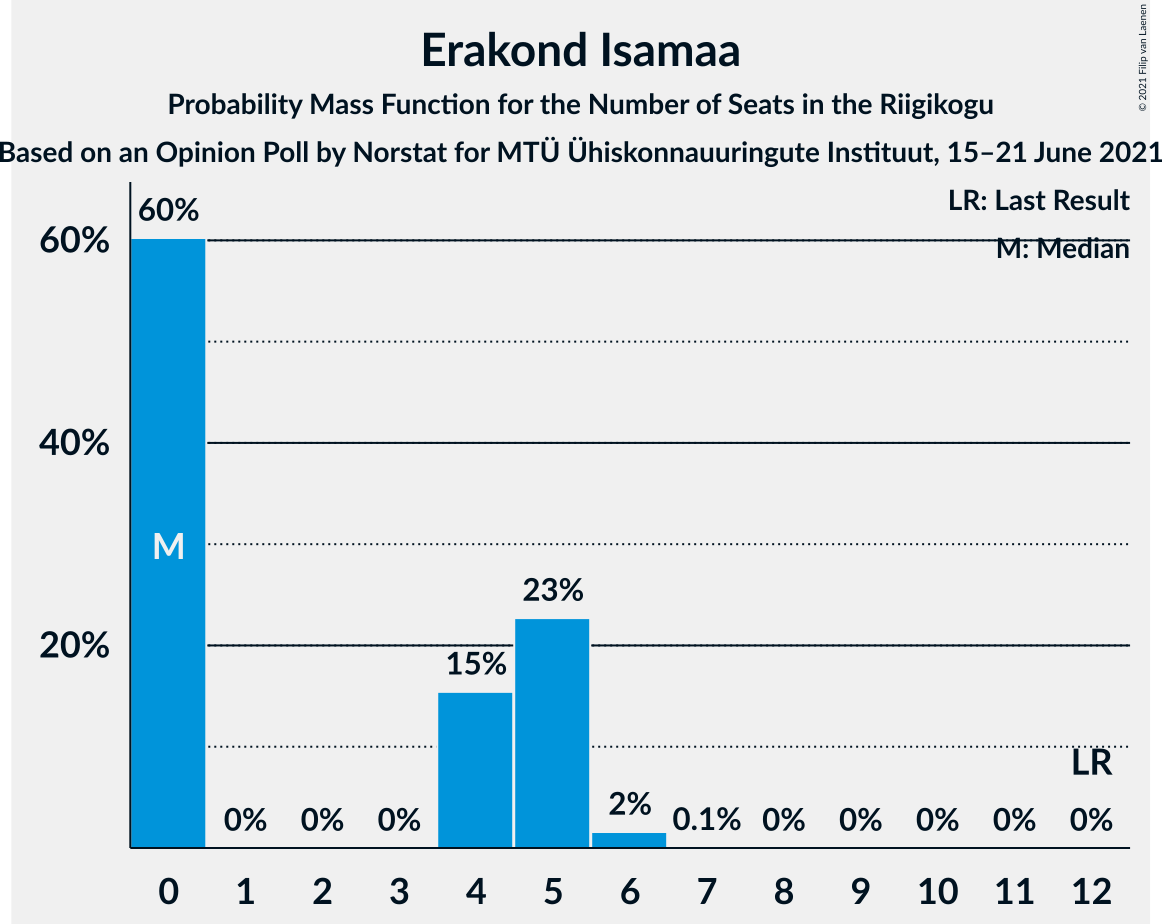 Erakond Isamaa
Probability Mass Function for the Number of Seats in the Riigikogu
Based on an Opinion Poll by Norstat for MTÜ Ühiskonnauuringute Instituut, 15–21 June 2021
© 2021 Filip van Laenen
LR: Last Result
M: Median
60%
40%
20%
60%
0%
0%
0%
15%
23%
2%
0.1%
0%
0%
0%
0%
0%
M
LR
0 1 2 3 4 5 6 7 8 9 10 11 12